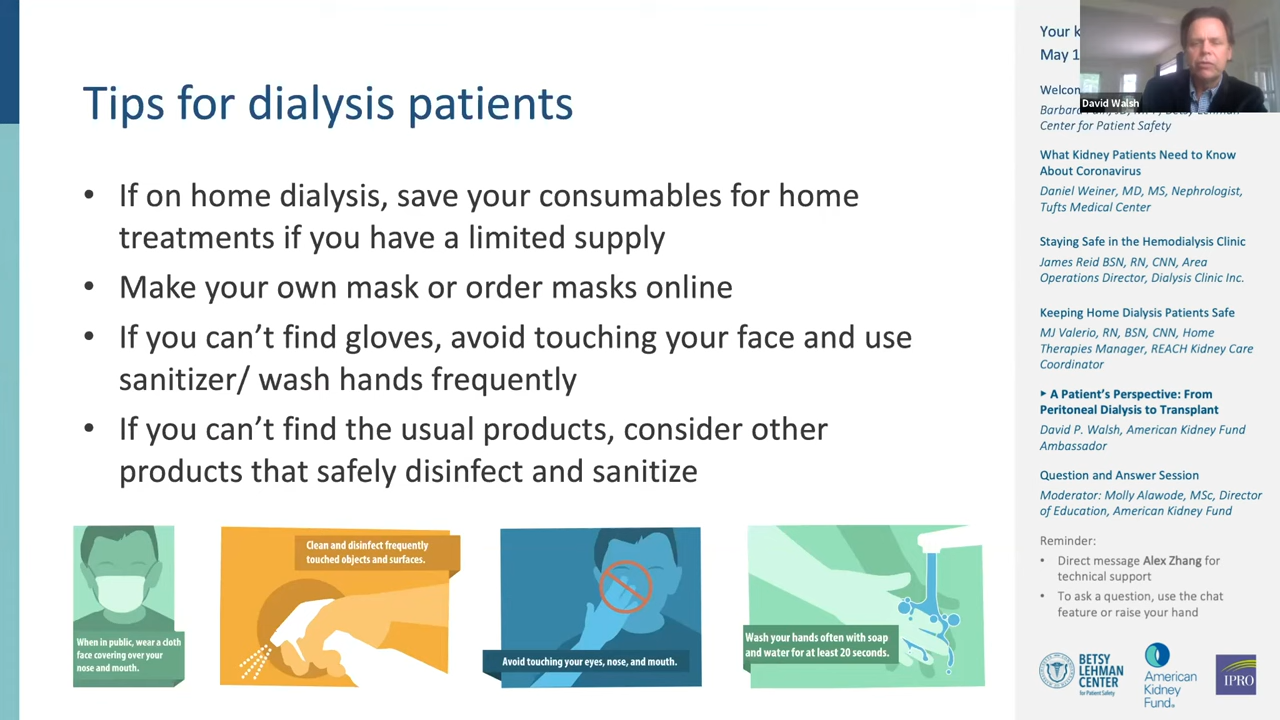 Tips for dialysis patients
• If on home dialysis, save your consumables for home
treatments if you have a limited supply
• Make your own mask or order masks online
• If you can’t find gloves, avoid touching your face and use
sanitizer/ wash hands frequently
• If you can’t find the usual products, consider other
products that safely disinfect and sanitize
When in public, wear a cloth
face covering over your
nose and mouth.
Clean and disinfect frequently
touched objects and surfaces.
Avoid touching your eyes, nose, and mouth.
Wash your hands often with soap
and water for at least 20 seconds.
David Walsh
Your
May
Center for Patient Safety
What Kidney Patients Need to Know
About Coronavirus
Daniel Weiner, MD, MS, Nephrologist,
Tufts Medical Center
Staying Safe in the Hemodialysis Clinic
James Reid BSN, RN, CNN, Area
Operations Director, Dialysis Clinic Inc.
Keeping Home Dialysis Patients Safe
MJ Valerio, RN, BSN, CNN, Home
Therapies Manager, REACH Kidney Care
Coordinator
‣ A Patient’s Perspective: From
Peritoneal Dialysis to Transplant
David P. Walsh, American Kidney Fund
Ambassador
Question and Answer Session
Moderator: Molly Alawode, MSc, Director
of Education, American Kidney Fund
Reminder:
• Direct message Alex Zhang for
technical support
• To ask a question, use the chat
feature or raise your hand
BETSY
LEHMAN
CENTER
for Patient Safety
American
Kidney
Fund.
IPRO